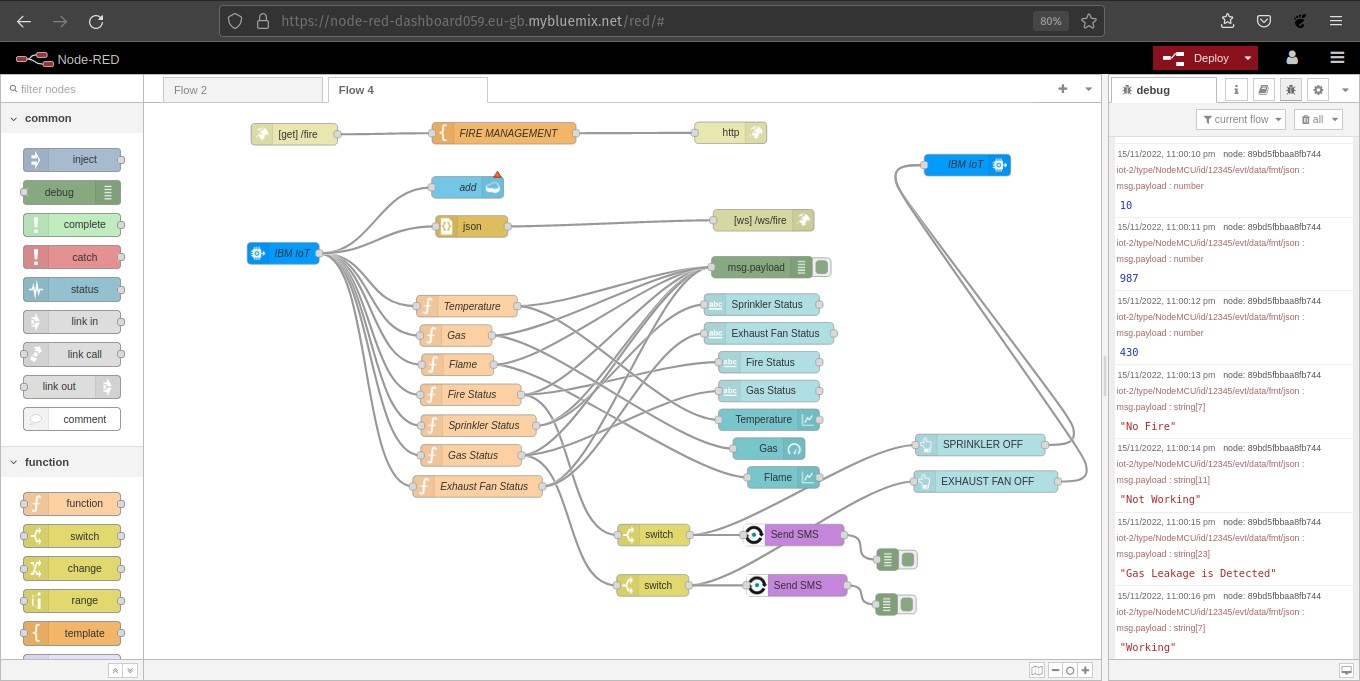 https://node-red-dashboard059.eu-gb.mybluemix.net/red/#
80%
Node-RED
Deploy
filter nodes
Flow 2
Flow 4
debug
current flow
all
common
inject
debug
complete
catch
status
link in
link call
link out
comment
function
function
switch
change
range
template
[get] /fire
FIRE MANAGEMENT
http
IBM IoT
add
json
[ws] /ws/fire
IBM IoT
msg.payload
Temperature
Gas
Flame
Fire Status
Sprinkler Status
Gas Status
Exhaust Fan Status
abc Sprinkler Status
abc Exhaust Fan Status
abc Fire Status
abc Gas Status
Temperature
Gas
Flame
SPRINKLER OFF
EXHAUST FAN OFF
switch
Send SMS
switch
Send SMS
15/11/2022, 11:00:10 pm node: 89bd5fbbaa8fb744
iot-2/type/NodeMCU/id/12345/evt/data/fmt/json :
msg.payload : number
10
15/11/2022, 11:00:11 pm node: 89bd5fbbaa8fb744
iot-2/type/NodeMCU/id/12345/evt/data/fmt/json :
msg.payload : number
987
15/11/2022, 11:00:12 pm node: 89bd5fbbaa8fb744
iot-2/type/NodeMCU/id/12345/evt/data/fmt/json :
msg.payload : number
430
15/11/2022, 11:00:13 pm node: 89bd5fbbaa8fb744
iot-2/type/NodeMCU/id/12345/evt/data/fmt/json :
msg.payload : string[7]
"No Fire"
15/11/2022, 11:00:14 pm node: 89bd5fbbaa8fb744
iot-2/type/NodeMCU/id/12345/evt/data/fmt/json :
msg.payload : string[11]
"Not Working"
15/11/2022, 11:00:15 pm node: 89bd5fbbaa8fb744
iot-2/type/NodeMCU/id/12345/evt/data/fmt/json :
msg.payload : string[23]
"Gas Leakage is Detected"
15/11/2022, 11:00:16 pm node: 89bd5fbbaa8fb744
iot-2/type/NodeMCU/id/12345/evt/data/fmt/json :
msg.payload : string[7]
"Working"